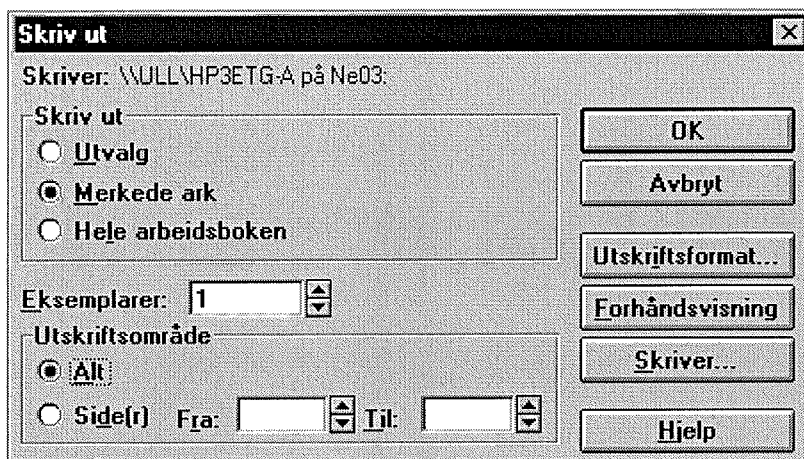 Skriv ut
Skriver: \\ULL\HP3ETG-A på Ne03:
Skriv ut
Utvalg
Merkede ark
Hele arbeidsboken
Eksemplarer: 1
Utskriftsområde
Alt
Side(r) Fra: Til:
OK
Avbryt
Utskriftsformat...
Forhåndsvisning
Skriver...
Hjelp